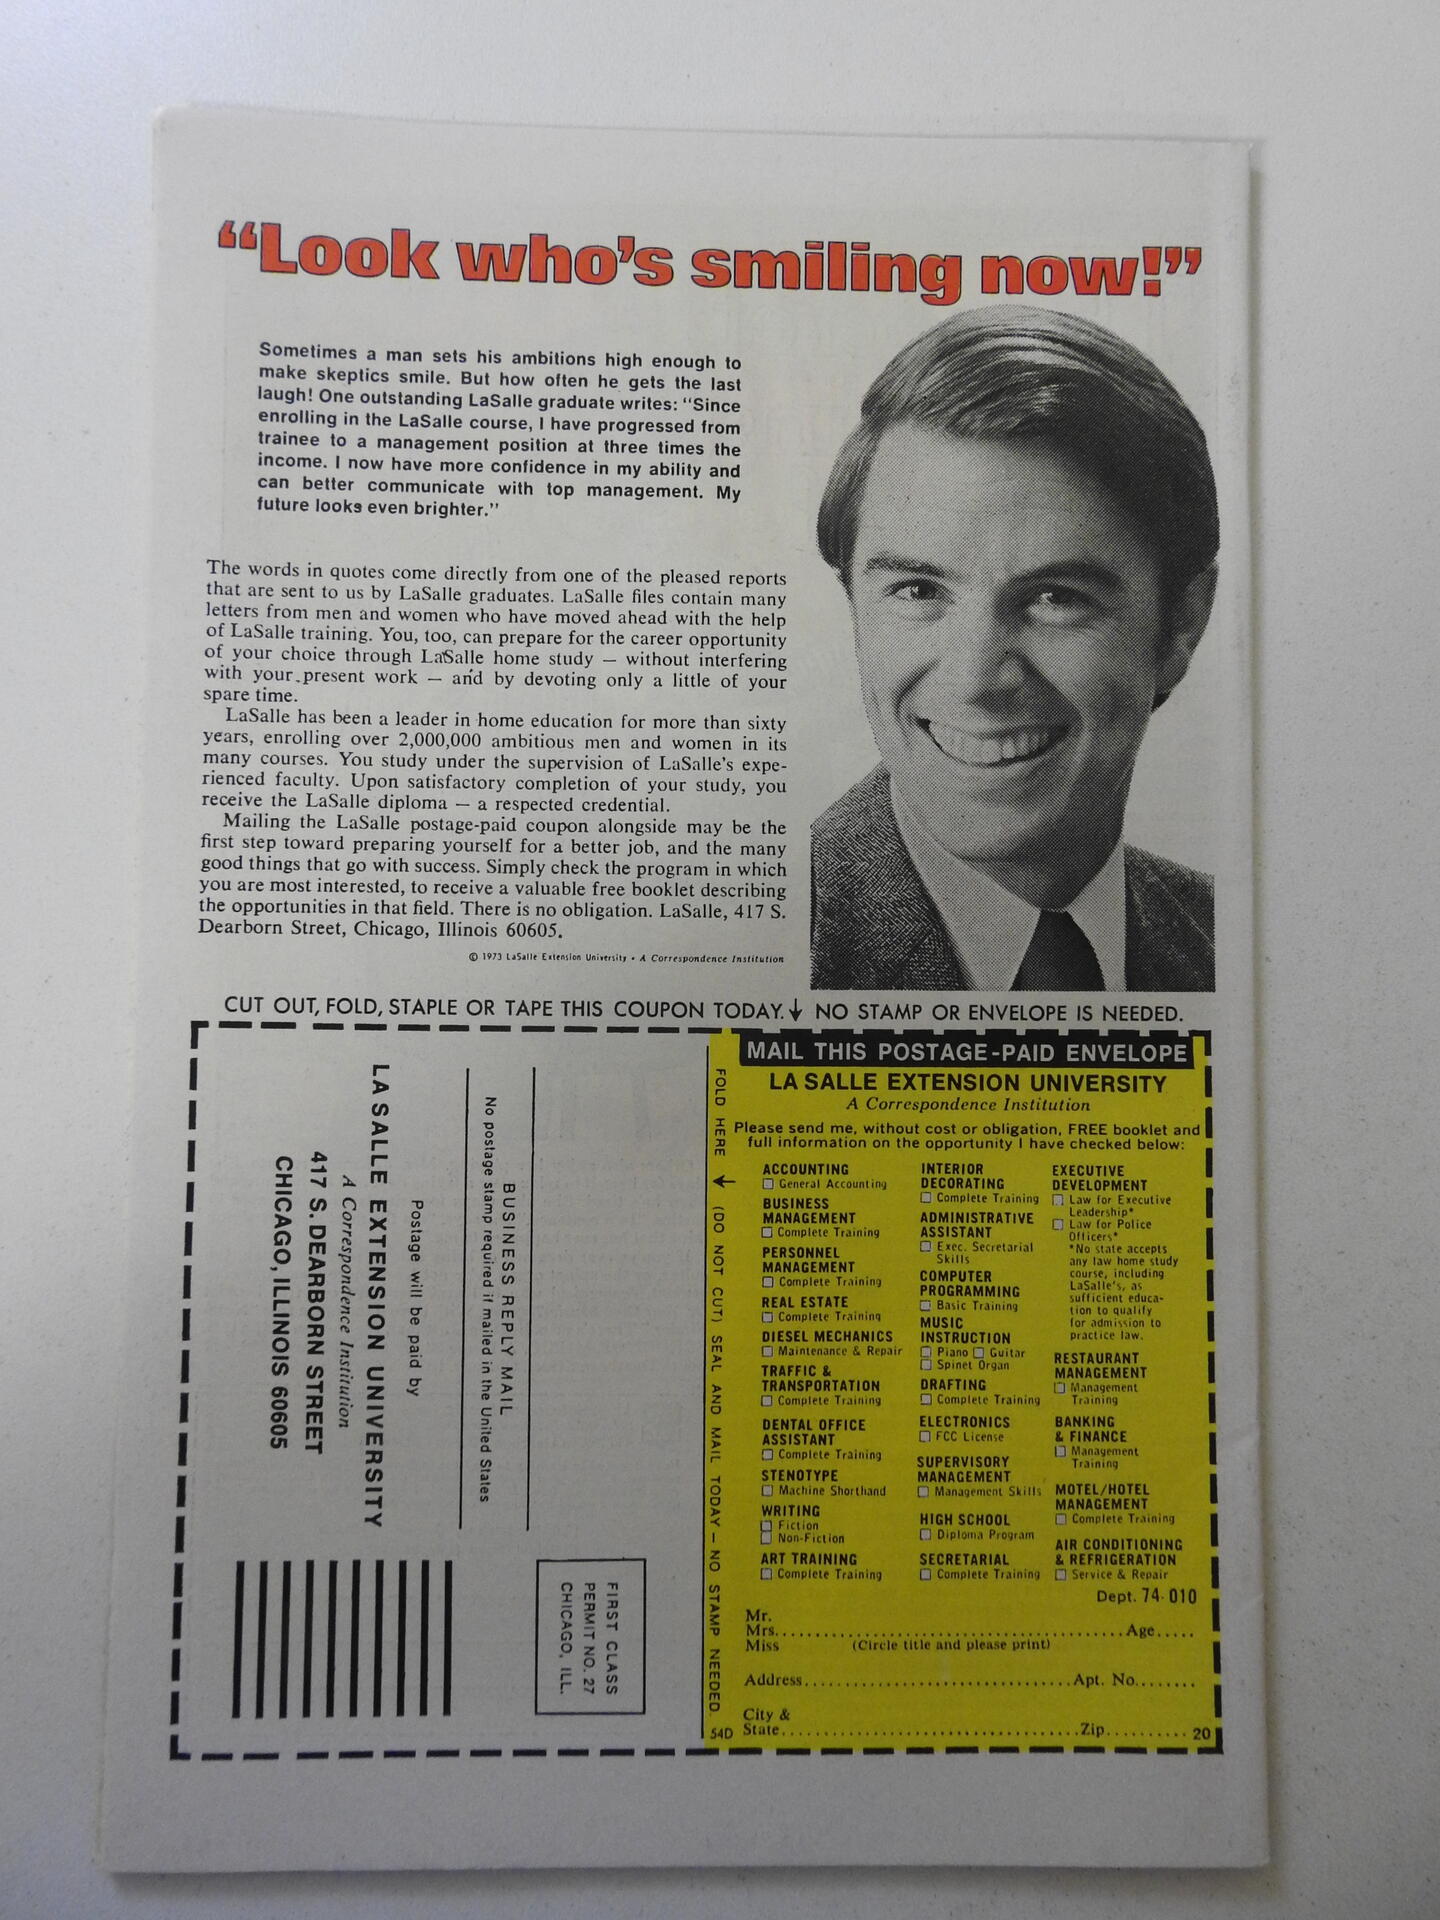 “Look who’s smiling now!”
Sometimes a man sets his ambitions high enough to
make skeptics smile. But how often he gets the last
laugh! One outstanding LaSalle graduate writes: “Since
enrolling in the LaSalle course, I have progressed from
trainee to a management position at three times the
income. I now have more confidence in my ability and
can better communicate with top management. My
future looks even brighter.”
The words in quotes come directly from one of the pleased reports
that are sent to us by LaSalle graduates. LaSalle files contain many
letters from men and women who have moved ahead with the help
of LaSalle training. You, too, can prepare for the career opportunity
of your choice through LaSalle home study — without interfering
with your present work — and by devoting only a little of your
spare time.
LaSalle has been a leader in home education for more than sixty
years, enrolling over 2,000,000 ambitious men and women in its
many courses. You study under the supervision of LaSalle’s expe-
rienced faculty. Upon satisfactory completion of your study, you
receive the LaSalle diploma — a respected credential.
Mailing the LaSalle postage-paid coupon alongside may be the
first step toward preparing yourself for a better job, and the many
good things that go with success. Simply check the program in which
you are most interested, to receive a valuable free booklet describing
the opportunities in that field. There is no obligation. LaSalle, 417 S.
Dearborn Street, Chicago, Illinois 60605.
© 1973 LaSalle Extension University • A Correspondence Institution
CUT OUT, FOLD, STAPLE OR TAPE THIS COUPON TODAY. ↓ NO STAMP OR ENVELOPE IS NEEDED.
FIRST CLASS
PERMIT NO. 27
CHICAGO, ILL.
BUSINESS REPLY MAIL
No postage stamp required if mailed in the United States
Postage will be paid by
LA SALLE EXTENSION UNIVERSITY
A Correspondence Institution
417 S. DEARBORN STREET
CHICAGO, ILLINOIS 60605
FOLD HERE ↓ (DO NOT CUT) SEAL AND MAIL TODAY — NO STAMP NEEDED.
54D
MAIL THIS POSTAGE-PAID ENVELOPE
LA SALLE EXTENSION UNIVERSITY
A Correspondence Institution
Please send me, without cost or obligation, FREE booklet and
full information on the opportunity I have checked below:
ACCOUNTING
□ General Accounting
BUSINESS
MANAGEMENT
□ Complete Training
PERSONNEL
MANAGEMENT
□ Complete Training
REAL ESTATE
□ Complete Training
DIESEL MECHANICS
□ Maintenance & Repair
TRAFFIC &
TRANSPORTATION
□ Complete Training
DENTAL OFFICE
ASSISTANT
□ Complete Training
STENOTYPE
□ Machine Shorthand
WRITING
□ Fiction
□ Non-Fiction
ART TRAINING
□ Complete Training
INTERIOR
DECORATING
□ Complete Training
ADMINISTRATIVE
ASSISTANT
□ Exec. Secretarial
Skills
COMPUTER
PROGRAMMING
□ Basic Training
MUSIC
INSTRUCTION
□ Piano □ Guitar
□ Spinet Organ
DRAFTING
□ Complete Training
ELECTRONICS
□ FCC License
SUPERVISORY
MANAGEMENT
□ Management Skills
HIGH SCHOOL
□ Diploma Program
SECRETARIAL
□ Complete Training
EXECUTIVE
DEVELOPMENT
□ Law for Executive
Leadership*
□ Law for Police
Officers*
*No state accepts
any law home study
course, including
LaSalle's, as
sufficient educa-
tion to qualify
for admission to
practice law.
RESTAURANT
MANAGEMENT
□ Management
Training
BANKING
& FINANCE
□ Management
Training
MOTEL/HOTEL
MANAGEMENT
□ Complete Training
AIR CONDITIONING
& REFRIGERATION
□ Service & Repair
Dept. 74-010
Mr.
Mrs. Age
Miss (Circle title and please print)
Address Apt. No.
City &
State Zip 20